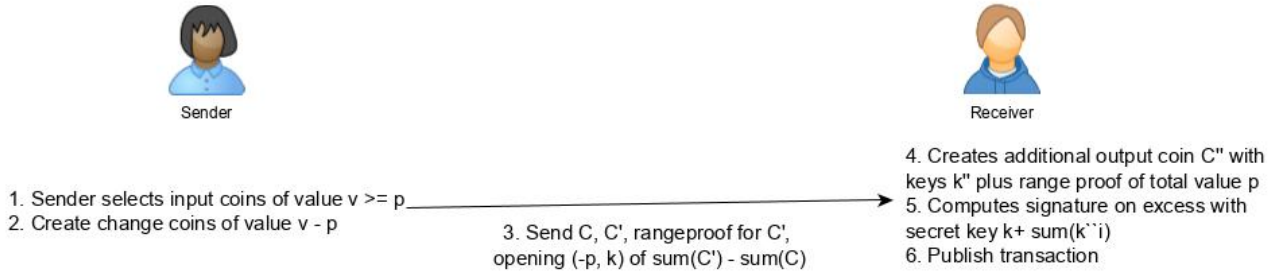 Sender
Receiver
1. Sender selects input coins of value v >= p
2. Create change coins of value v - p
3. Send C, C', rangeproof for C',
opening (-p, k) of sum(C') - sum(C)
4. Creates additional output coin C" with
keys k" plus range proof of total value p
5. Computes signature on excess with
secret key k+ sum(k``i)
6. Publish transaction